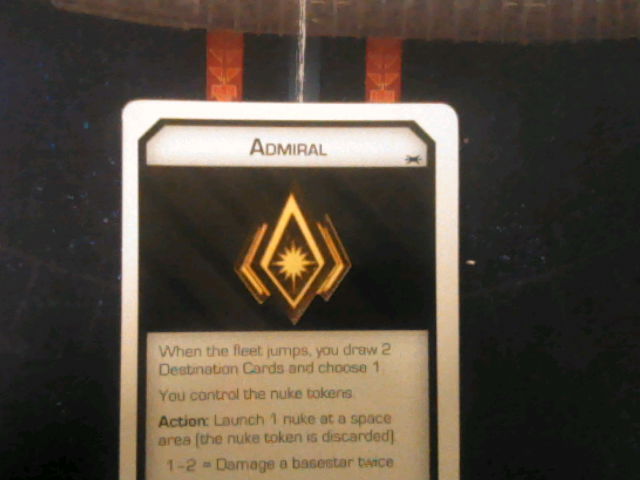 ADMIRAL
When the fleet jumps, you draw 2
Destination Cards and choose 1
You control the nuke tokens.
Action: Launch 1 nuke at a space
area (the nuke token is discarded)
1-2 = Damage a basestar twice